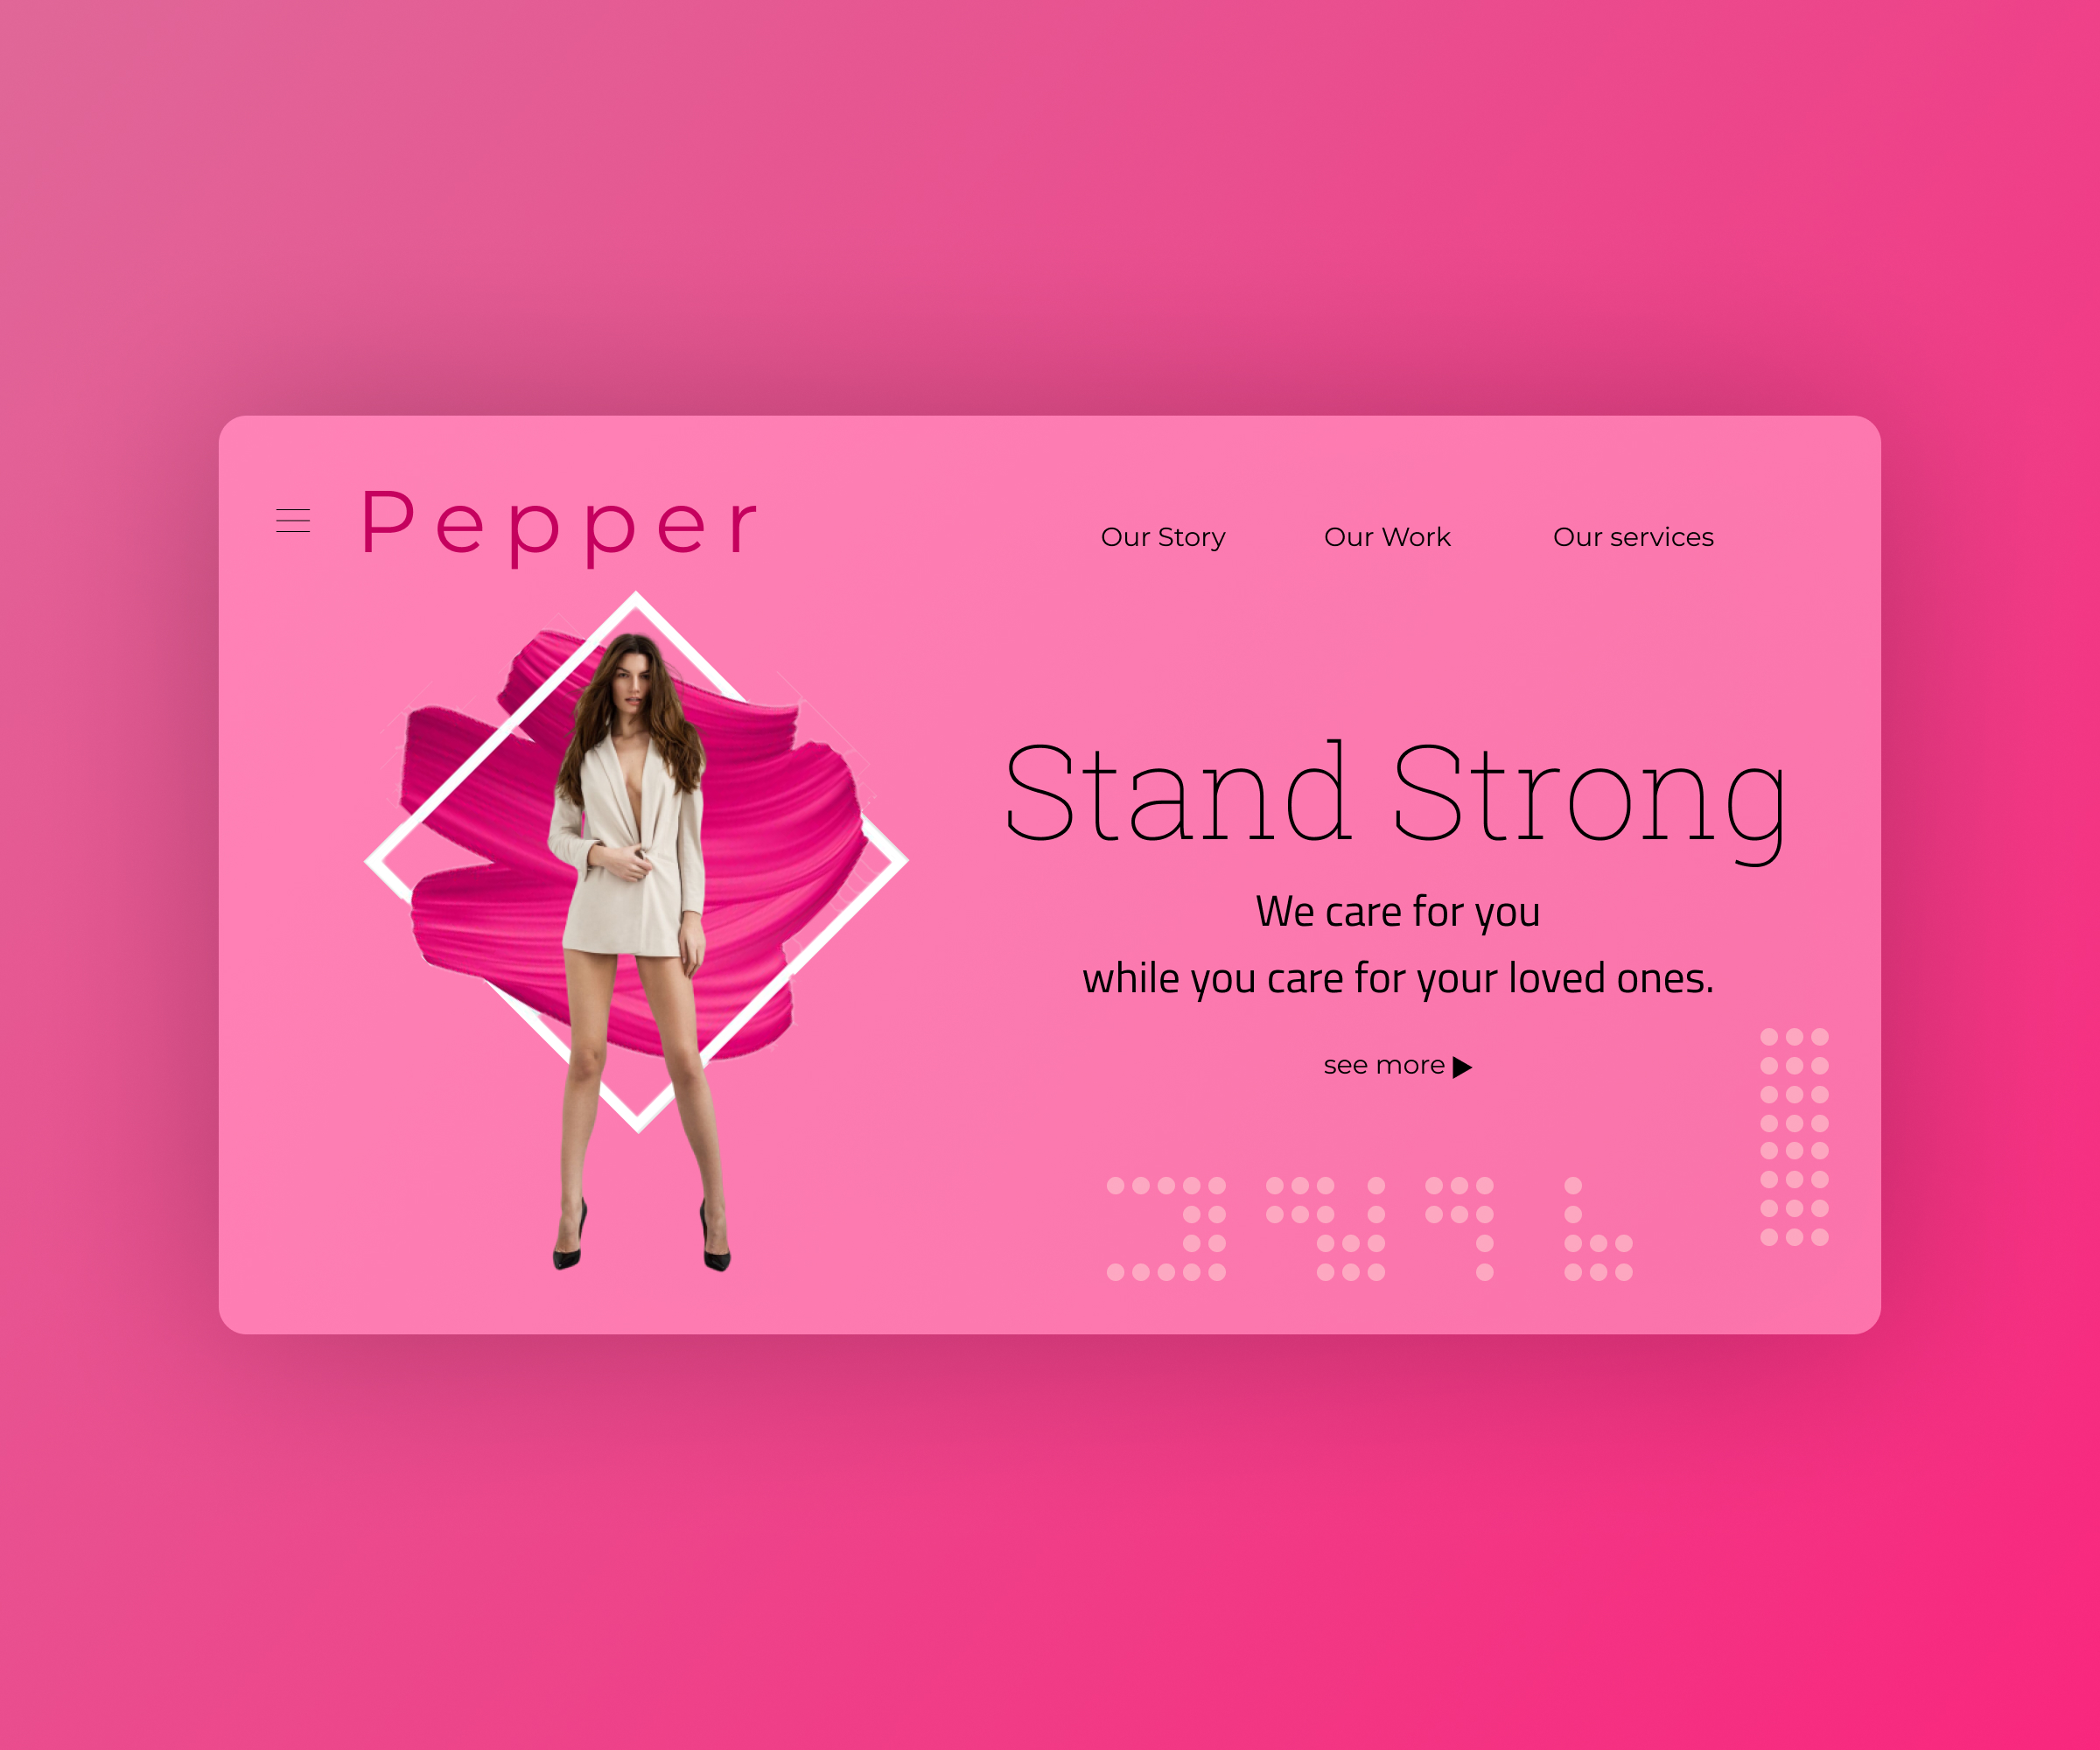 Pepper
Our Story Our Work Our services
Stand Strong
We care for you
while you care for your loved ones.
see more